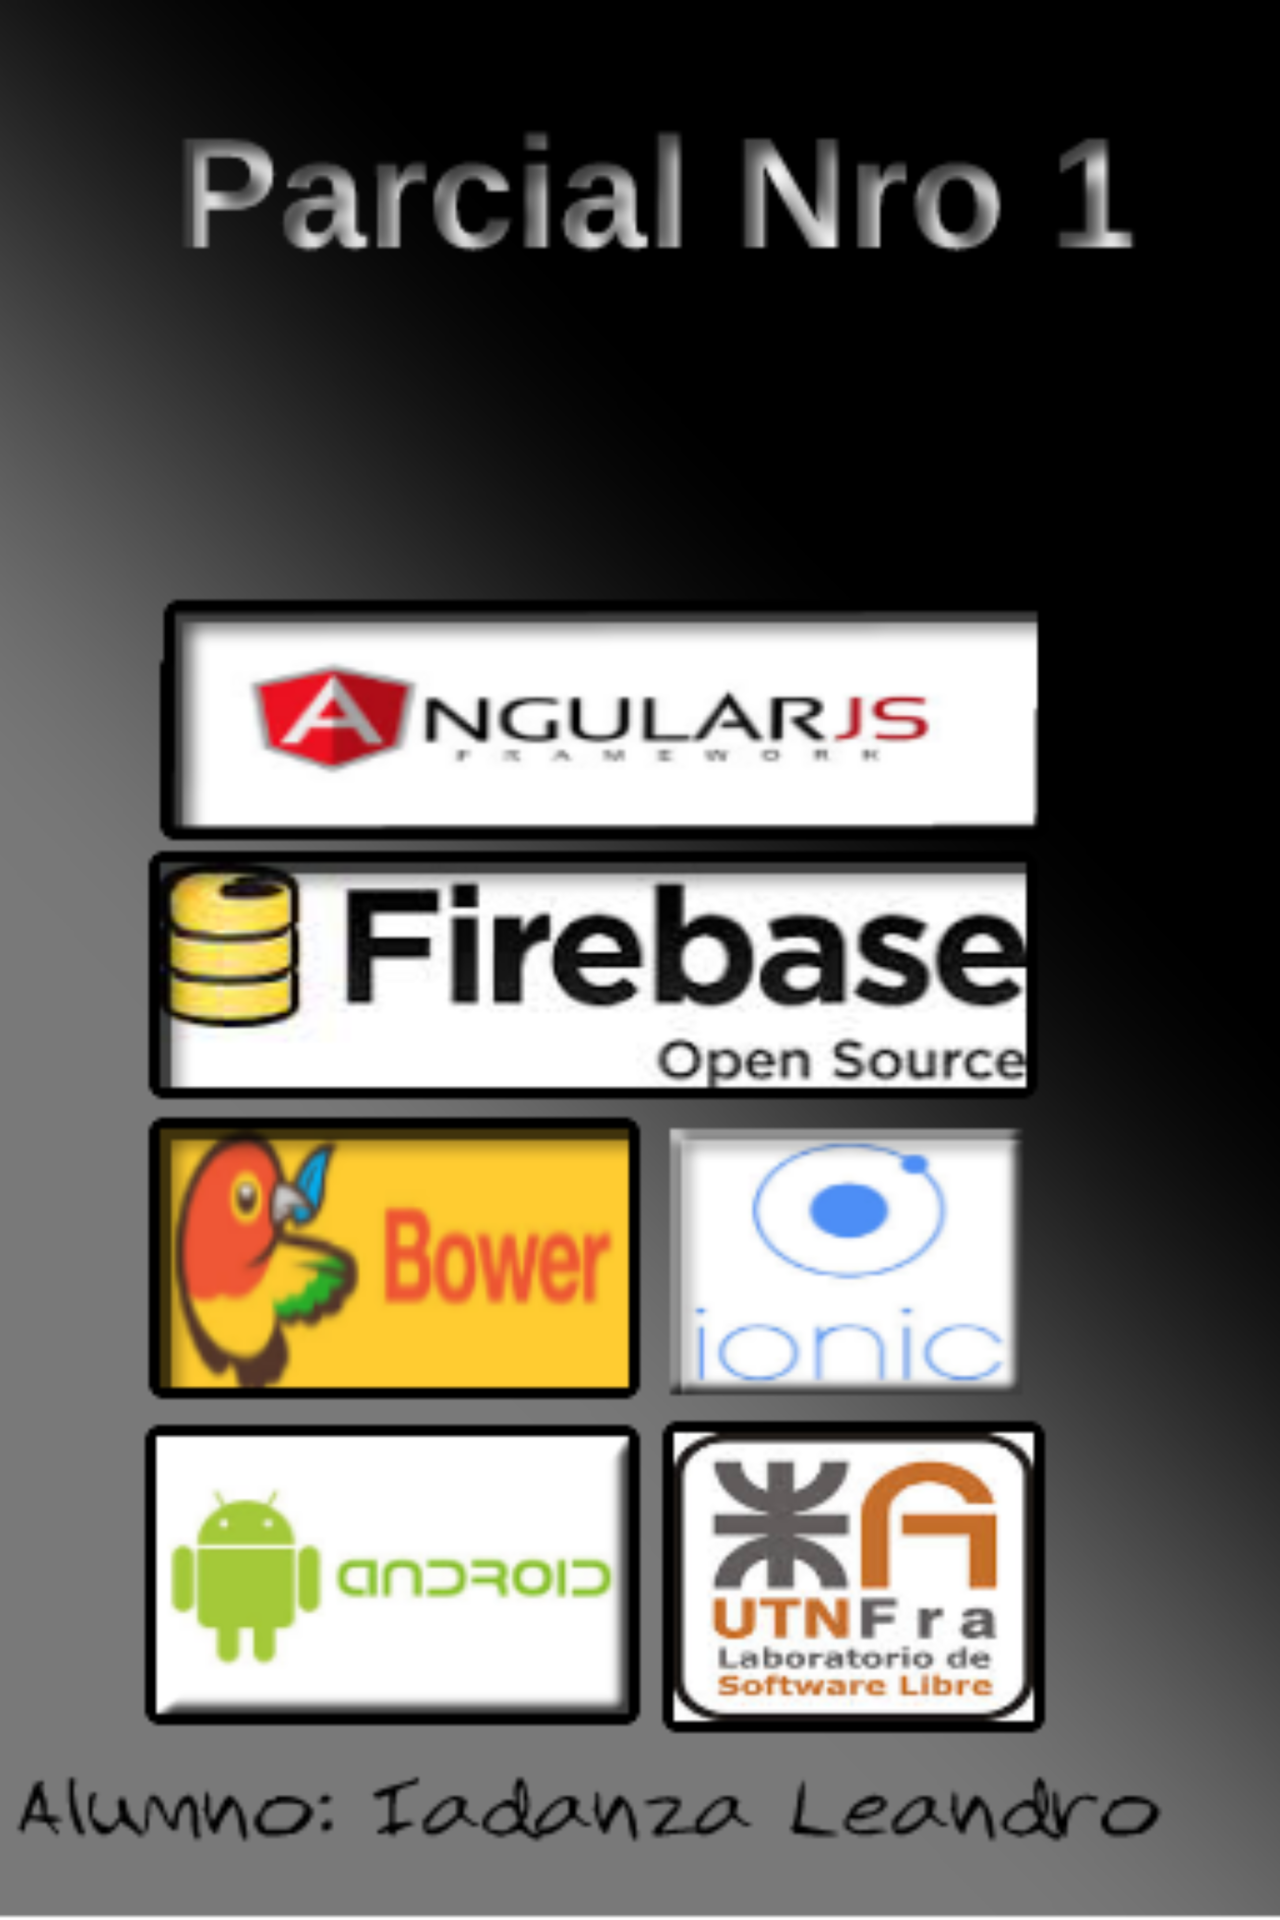 Parcial Nro 1
ANGULARJS
FRAMEWORK
Firebase
Open Source
Bower
ionic
ANDROID
UTNFra
Laboratorio de
Software Libre
Alumno: Iadanza Leandro